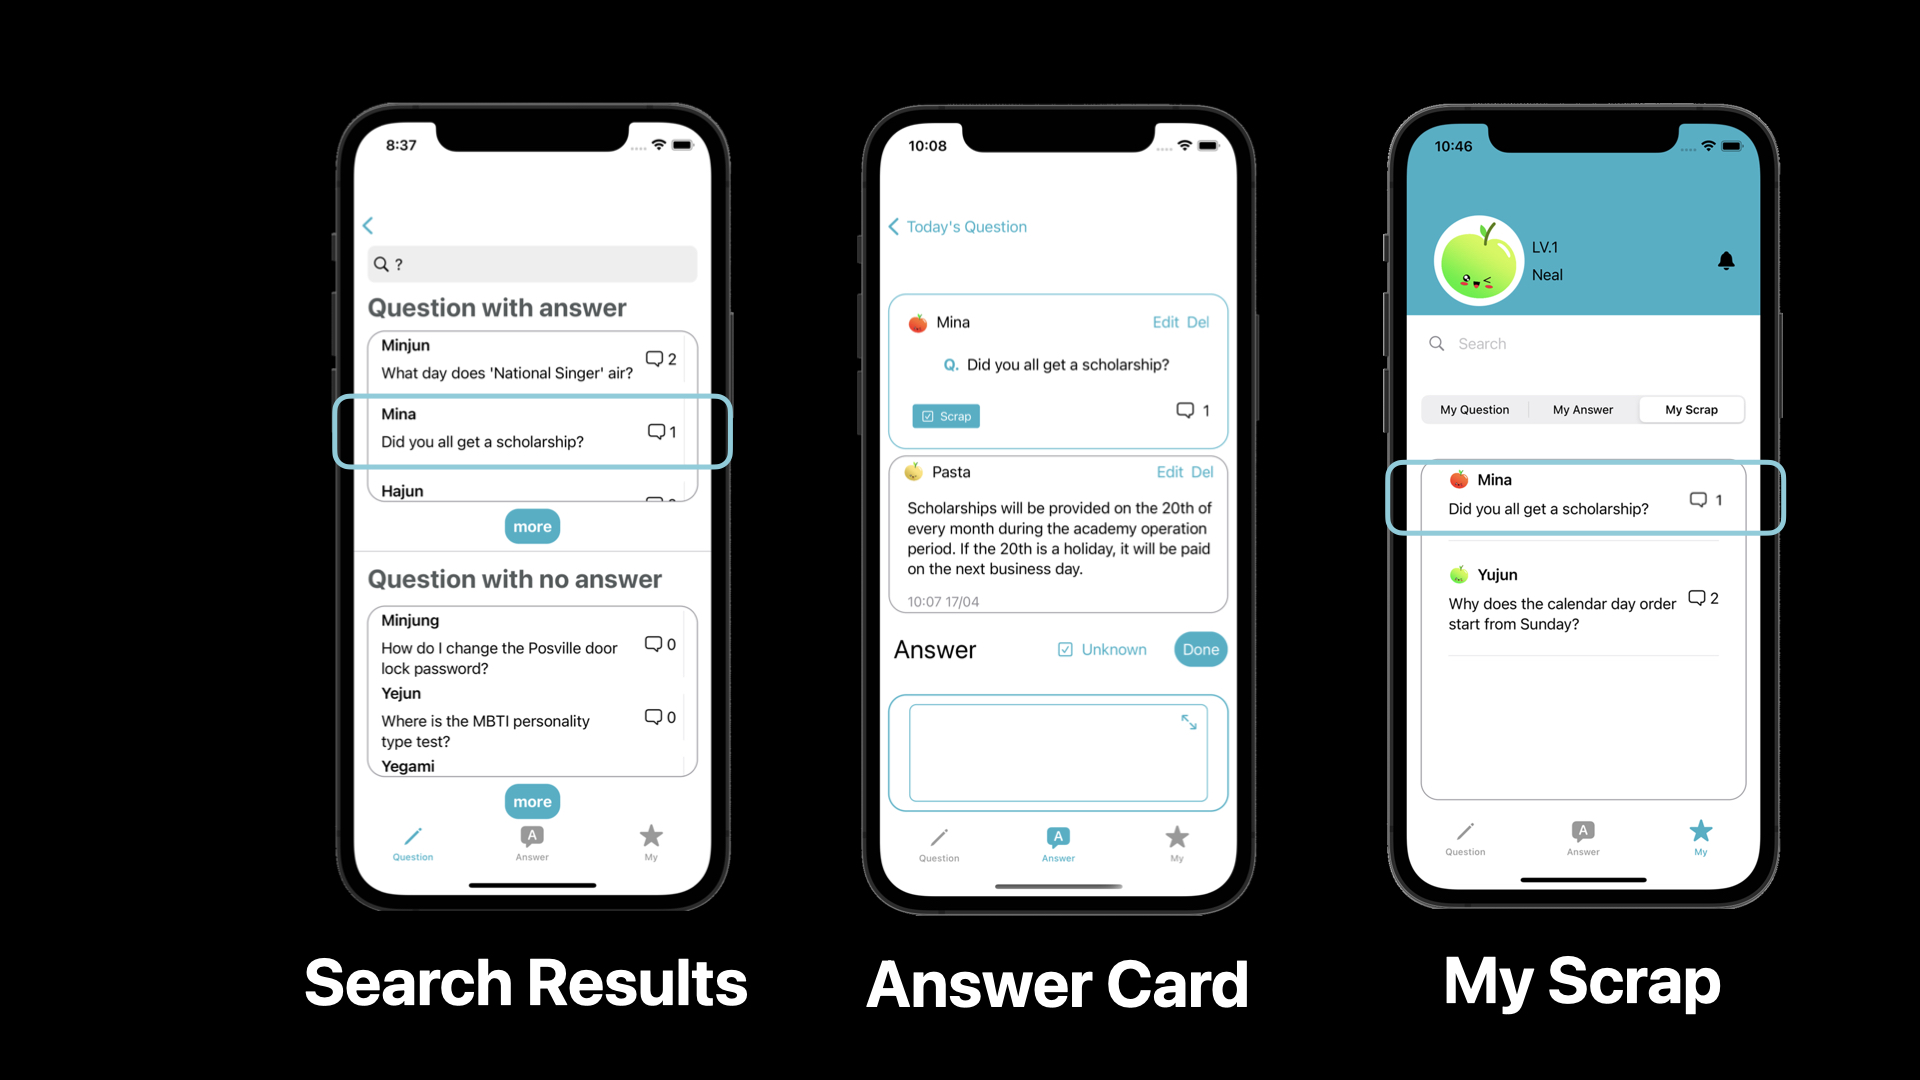 8:37
?
Question with answer
Minjun
What day does 'National Singer' air?
2
Mina
Did you all get a scholarship?
1
Hajun
more
Question with no answer
Minjung
How do I change the Posville door
lock password?
0
Yejun
Where is the MBTI personality
type test?
0
Yegami
more
Question
A
Answer
My
Search Results
10:08
Today's Question
Mina
Edit Del
Q. Did you all get a scholarship?
Scrap
1
Pasta
Edit Del
Scholarships will be provided on the 20th of
every month during the academy operation
period. If the 20th is a holiday, it will be paid
on the next business day.
10:07 17/04
Answer
Unknown
Done
Question
A
Answer
My
Answer Card
10:46
LV.1
Neal
Search
My Question
My Answer
My Scrap
Mina
Did you all get a scholarship?
1
Yujun
Why does the calendar day order
start from Sunday?
2
Question
A
Answer
My
My Scrap